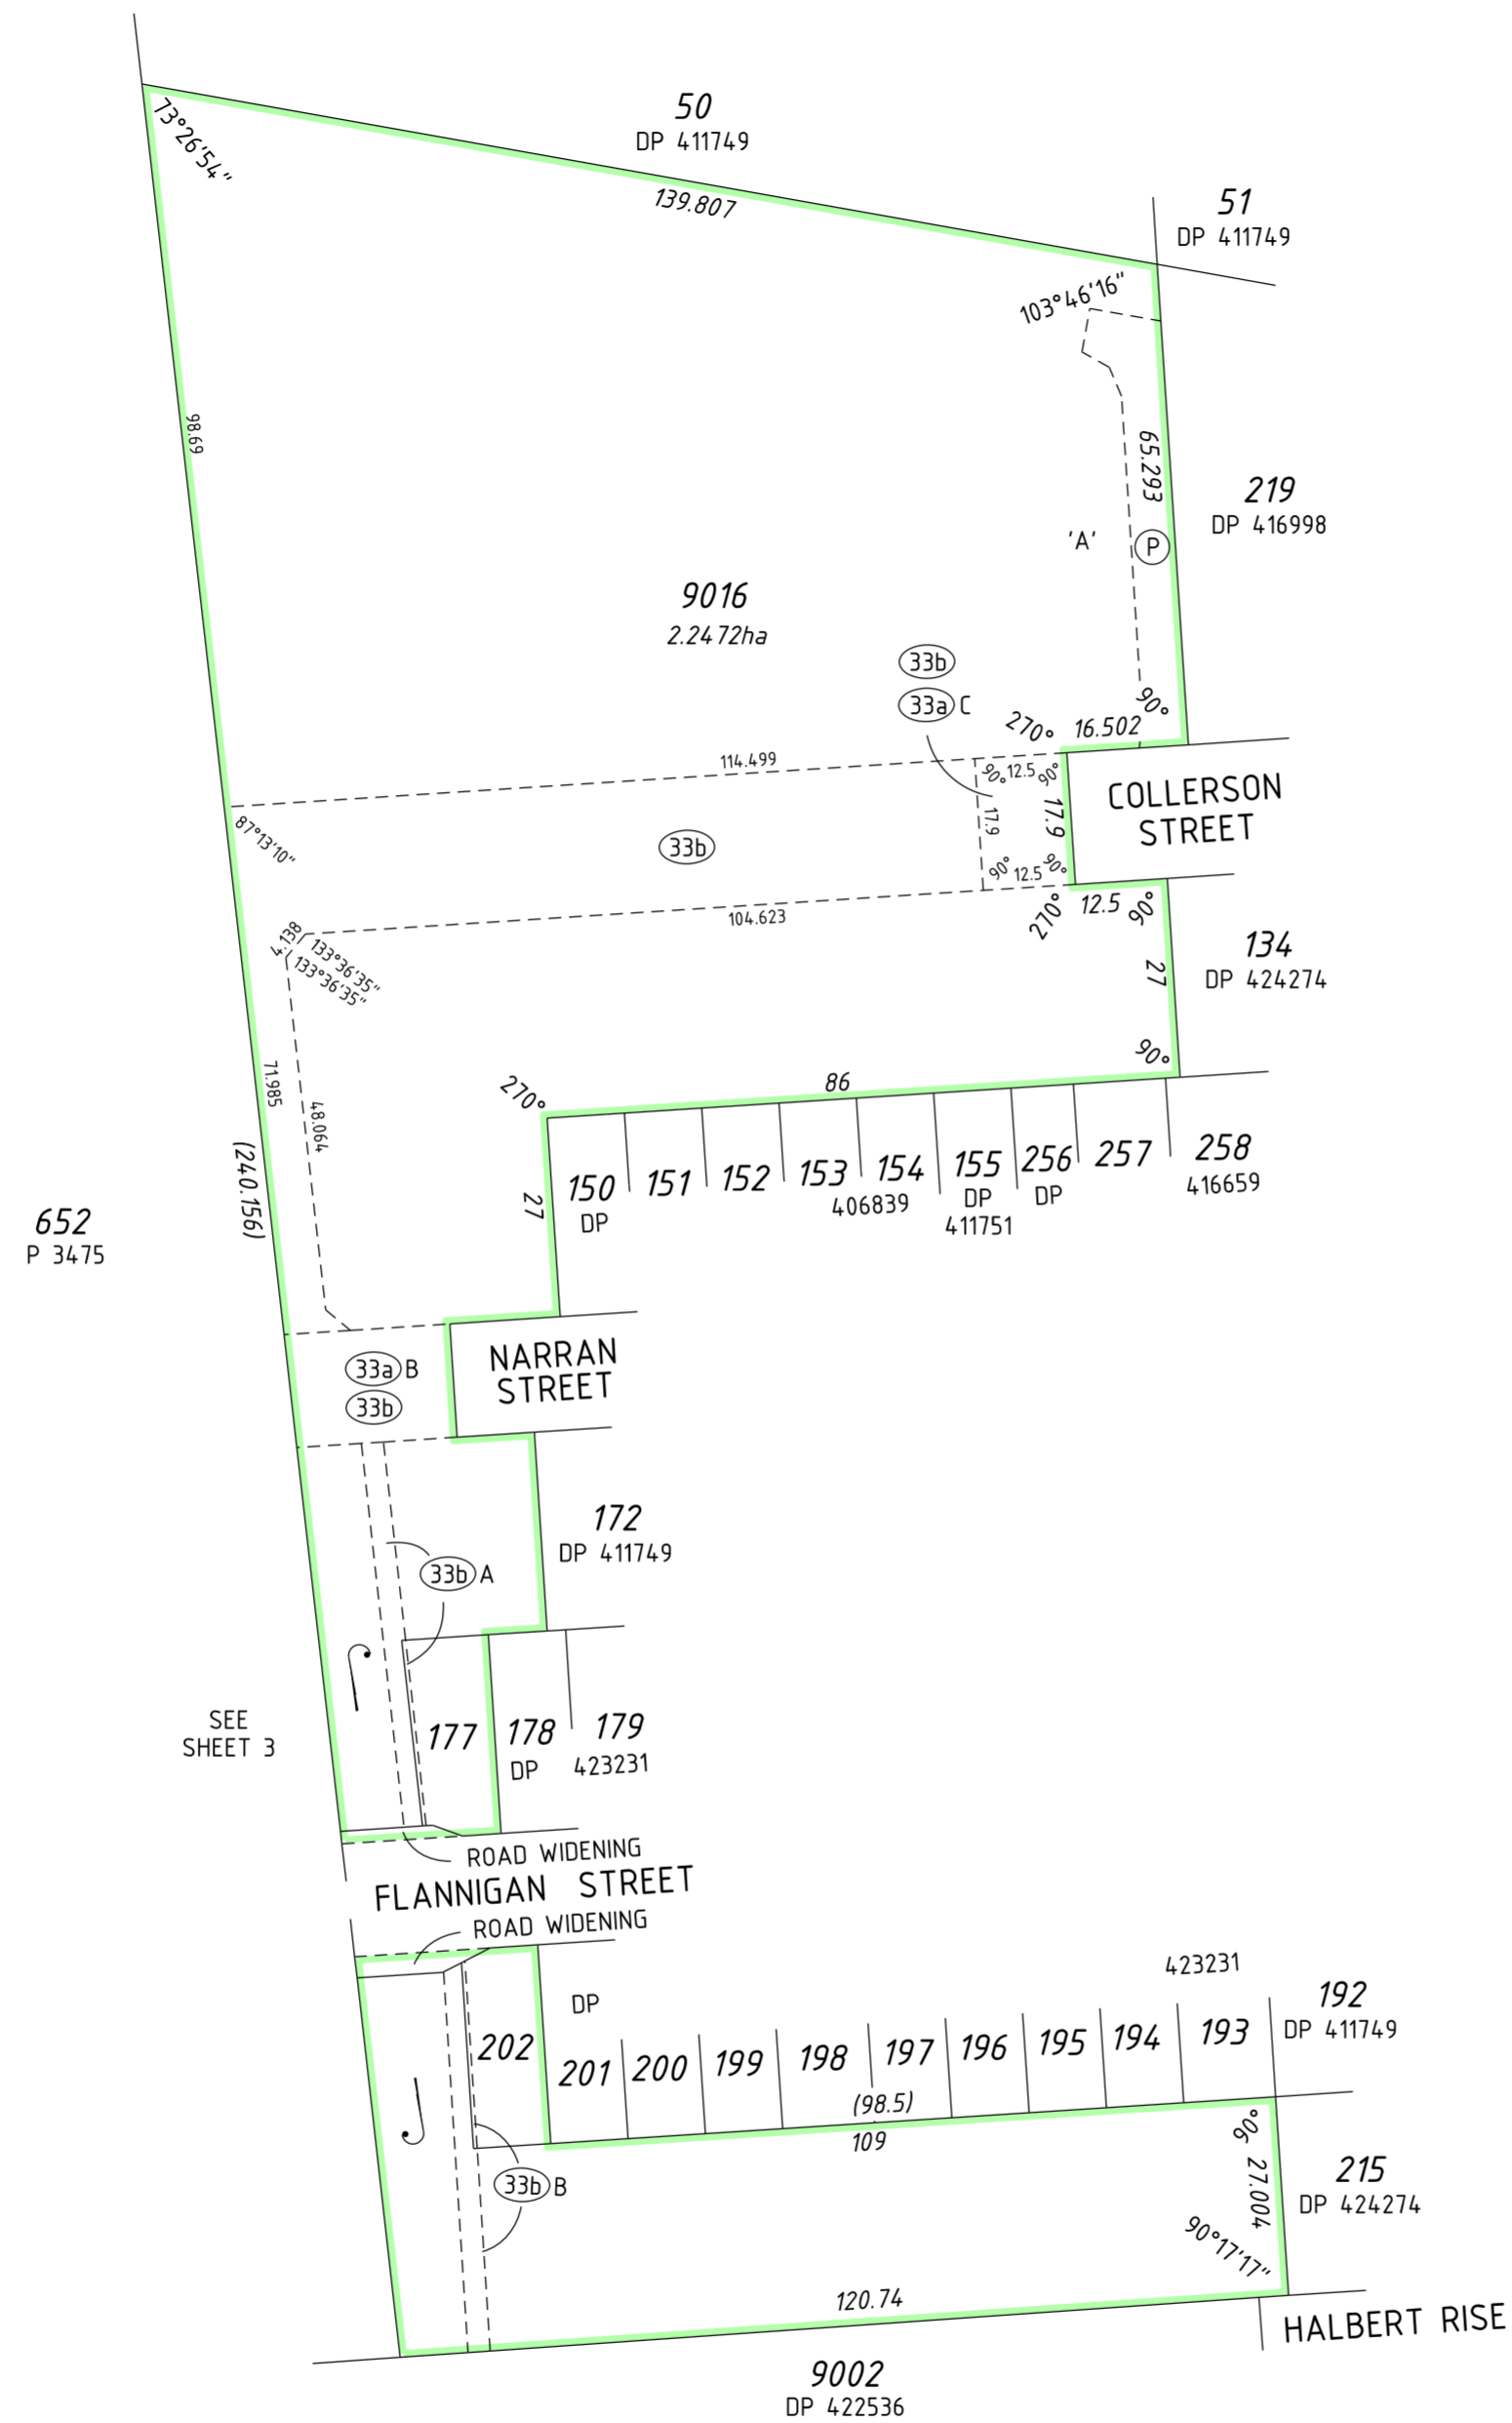 50
DP 411749
73°26'54"
139.807
51
DP 411749
103°46'16"
98.69
65.293
219
DP 416998
'A'
P
9016
2.2472ha
33b
33a C
270°
16.502
90°
114.499
90°
12.5
90°
17.9
17.9
COLLERSON
STREET
87°13'10"
33b
90°
12.5
90°
104.623
270°
12.5
90°
4.138
133°36'35"
133°36'35"
134
DP 424274
27
90°
71.985
48.064
270°
86
(240.156)
27
150
151
152
153
154
155
256
257
258
DP
406839
DP
411751
DP
416659
652
P 3475
NARRAN
STREET
33a B
33b
172
DP 411749
33b A
SEE
SHEET 3
177
178
179
DP
423231
ROAD WIDENING
FLANNIGAN STREET
ROAD WIDENING
423231
DP
192
DP 411749
202
201
200
199
198
197
196
195
194
193
(98.5)
109
90°
27.004
215
DP 424274
33b B
90°17'17"
120.74
HALBERT RISE
9002
DP 422536